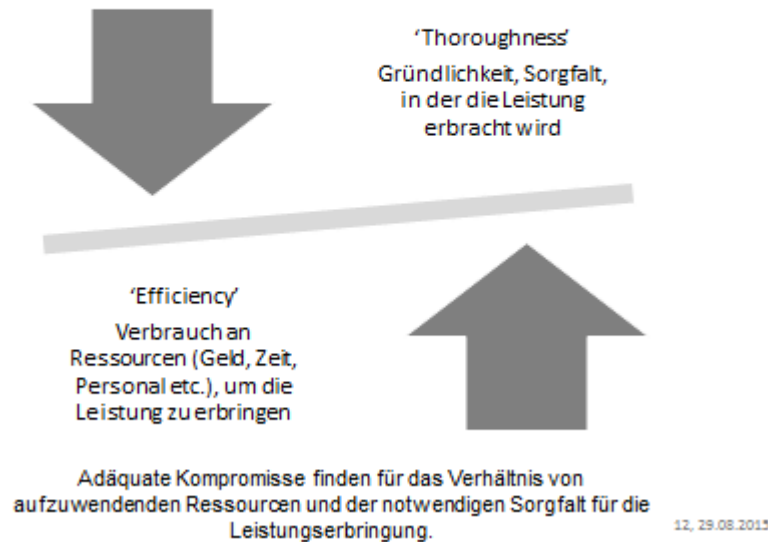 'Thoroughness'
Gründlichkeit, Sorgfalt,
in der die Leistung
erbracht wird
'Efficiency'
Verbrauch an
Ressourcen (Geld, Zeit,
Personal etc.), um die
Leistung zu erbringen
Adäquate Kompromisse finden für das Verhältnis von
aufzuwendenden Ressourcen und der notwendigen Sorgfalt für die
Leistungserbringung.
12, 29.08.2015